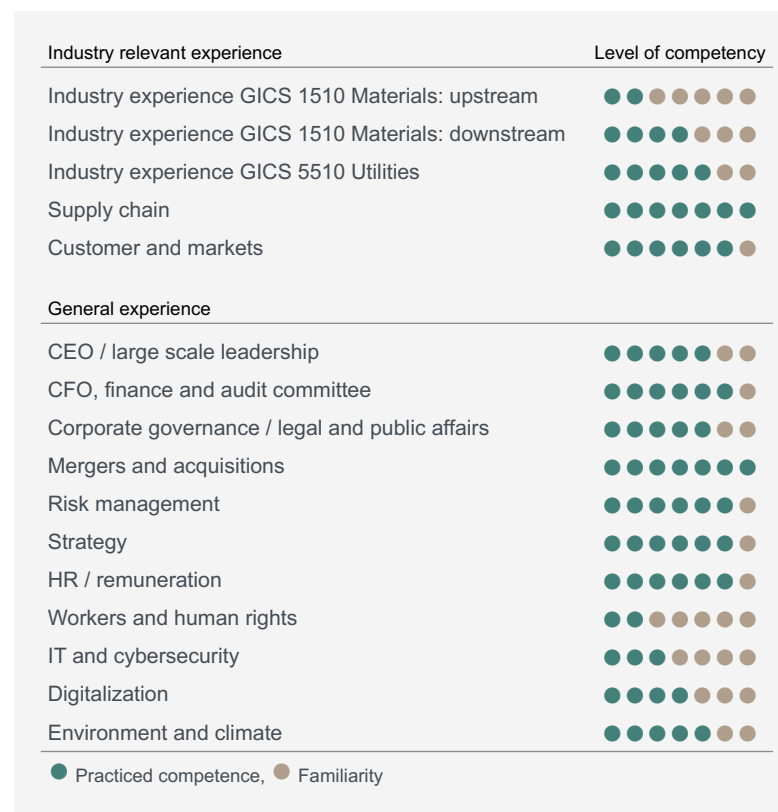 Industry relevant experience Level of competency
Industry experience GICS 1510 Materials: upstream
Industry experience GICS 1510 Materials: downstream
Industry experience GICS 5510 Utilities
Supply chain
Customer and markets
General experience
CEO / large scale leadership
CFO, finance and audit committee
Corporate governance / legal and public affairs
Mergers and acquisitions
Risk management
Strategy
HR / remuneration
Workers and human rights
IT and cybersecurity
Digitalization
Environment and climate
Practiced competence, Familiarity